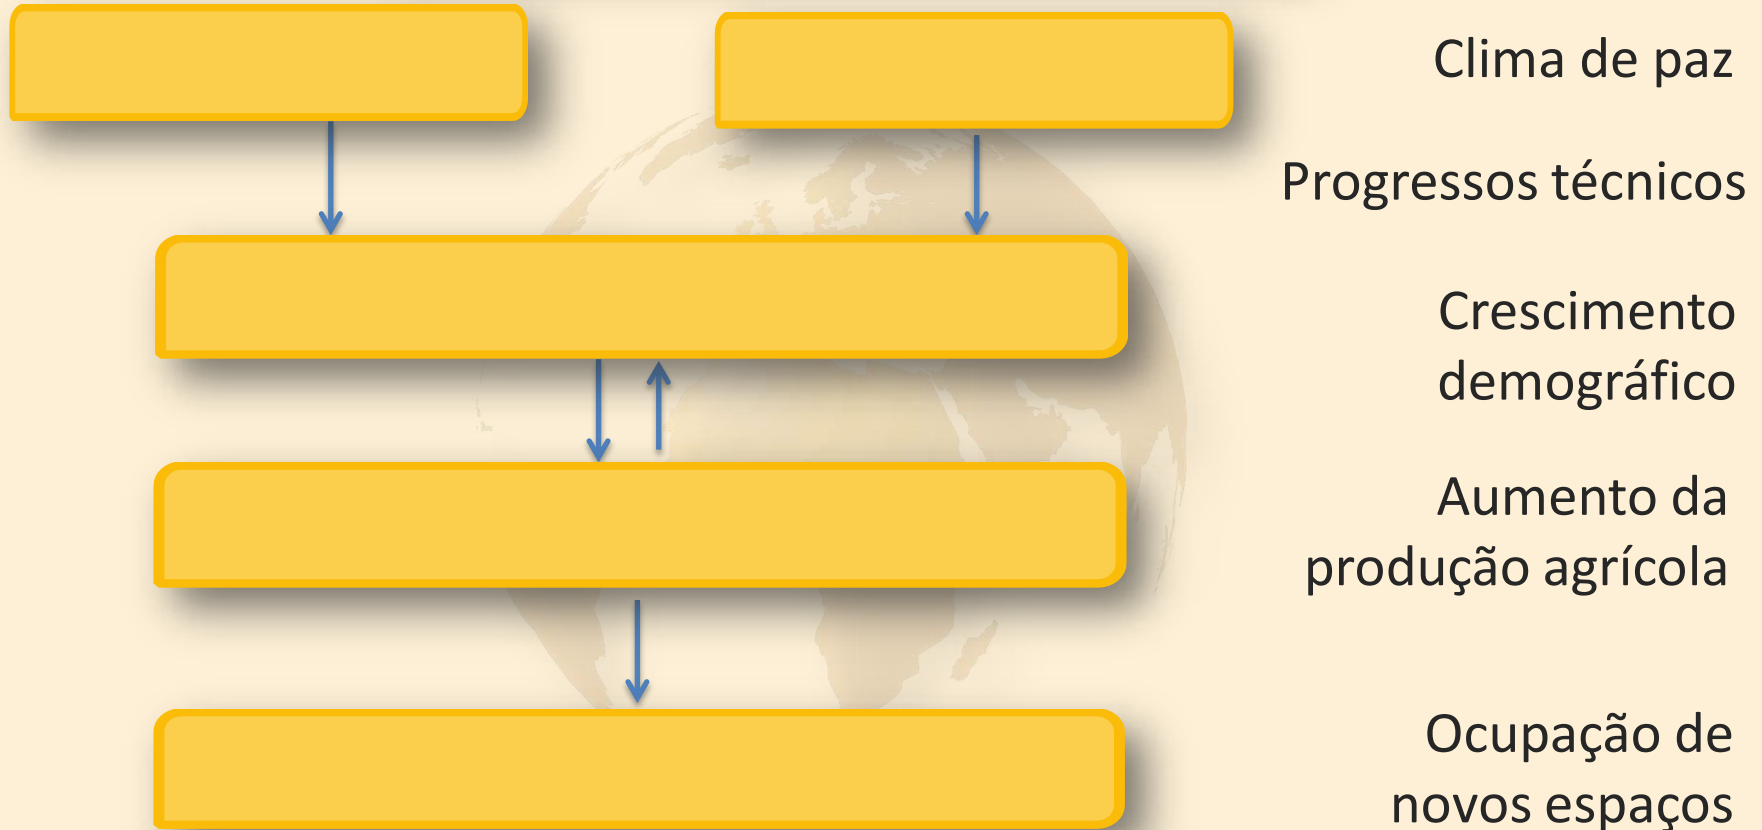 Clima de paz
Progressos técnicos
Crescimento
demográfico
Aumento da
produção agrícola
Ocupação de
novos espaços